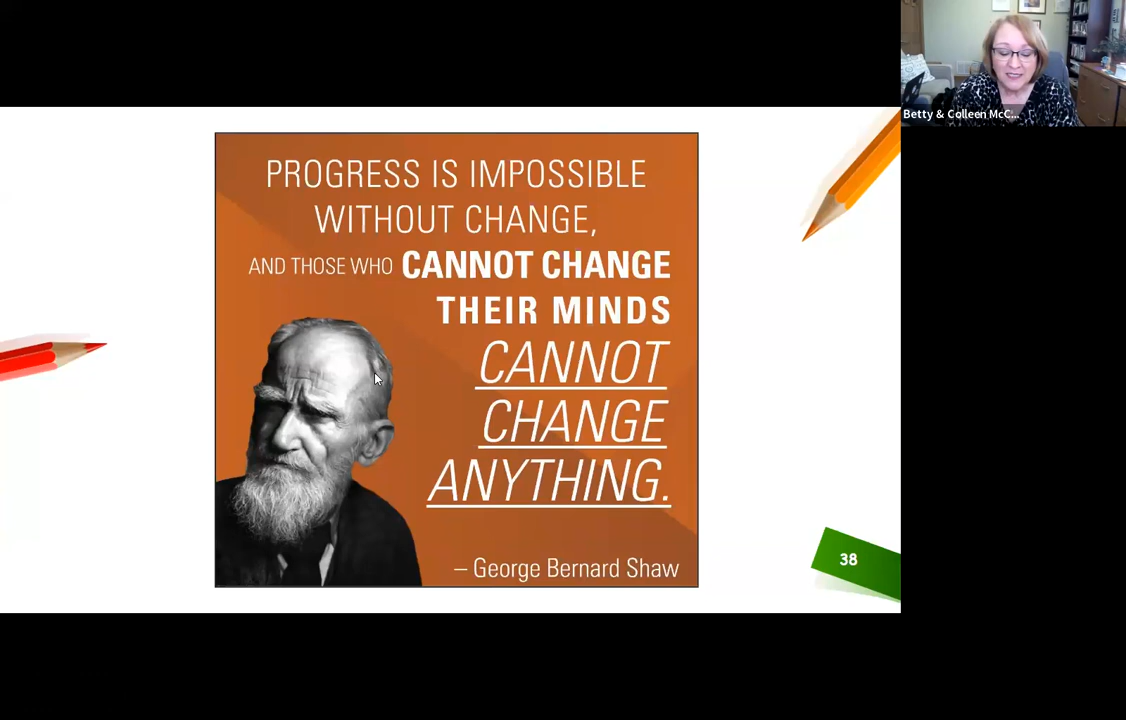 Betty & Colleen McC...
PROGRESS IS IMPOSSIBLE
WITHOUT CHANGE,
AND THOSE WHO CANNOT CHANGE
THEIR MINDS
CANNOT
CHANGE
ANYTHING.
– George Bernard Shaw
38